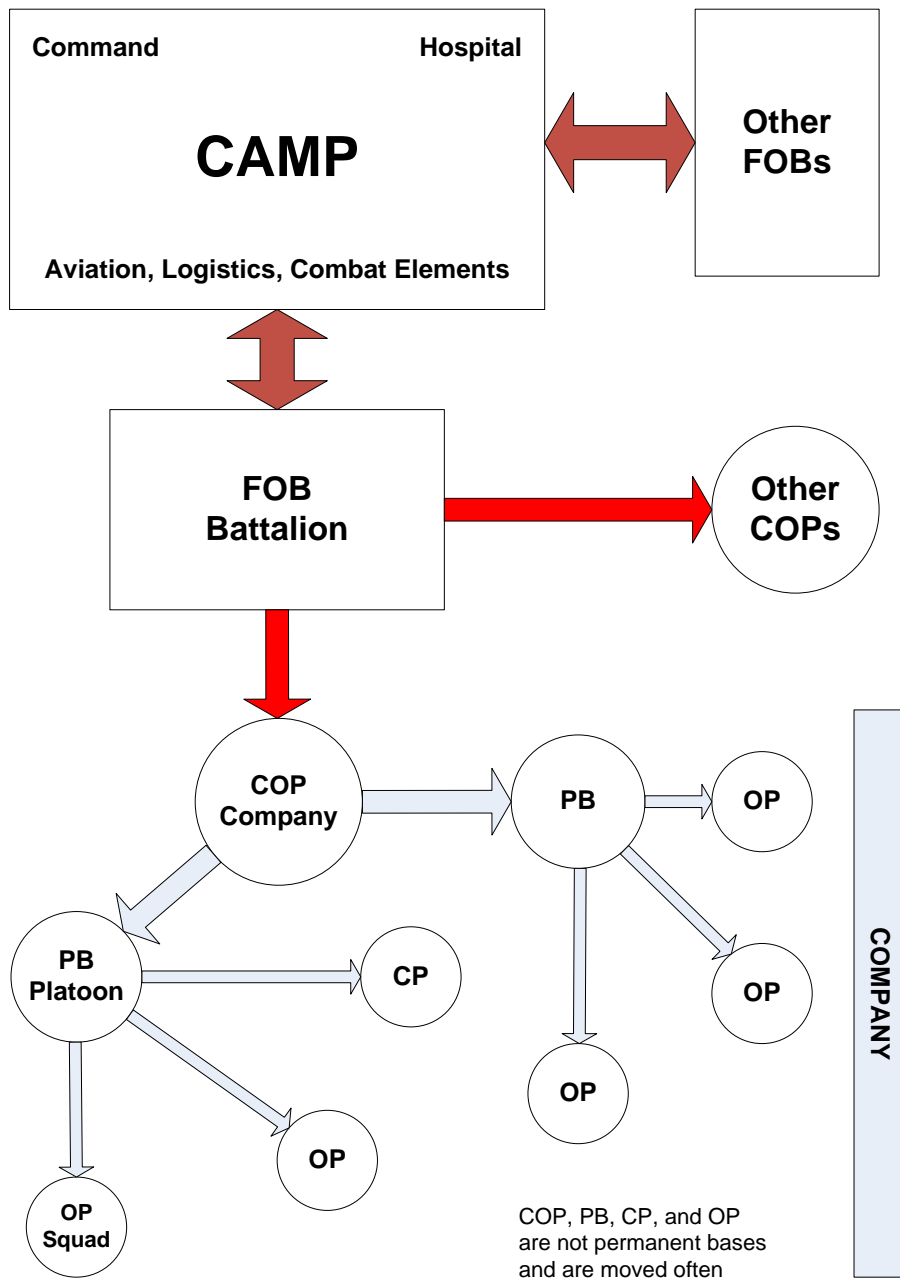 Command
Hospital
CAMP
Aviation, Logistics, Combat Elements
Other
FOBs
FOB
Battalion
Other
COPs
COP
Company
PB
OP
PB
Platoon
CP
OP
OP
OP
OP
Squad
COMPANY
COP, PB, CP, and OP
are not permanent bases
and are moved often